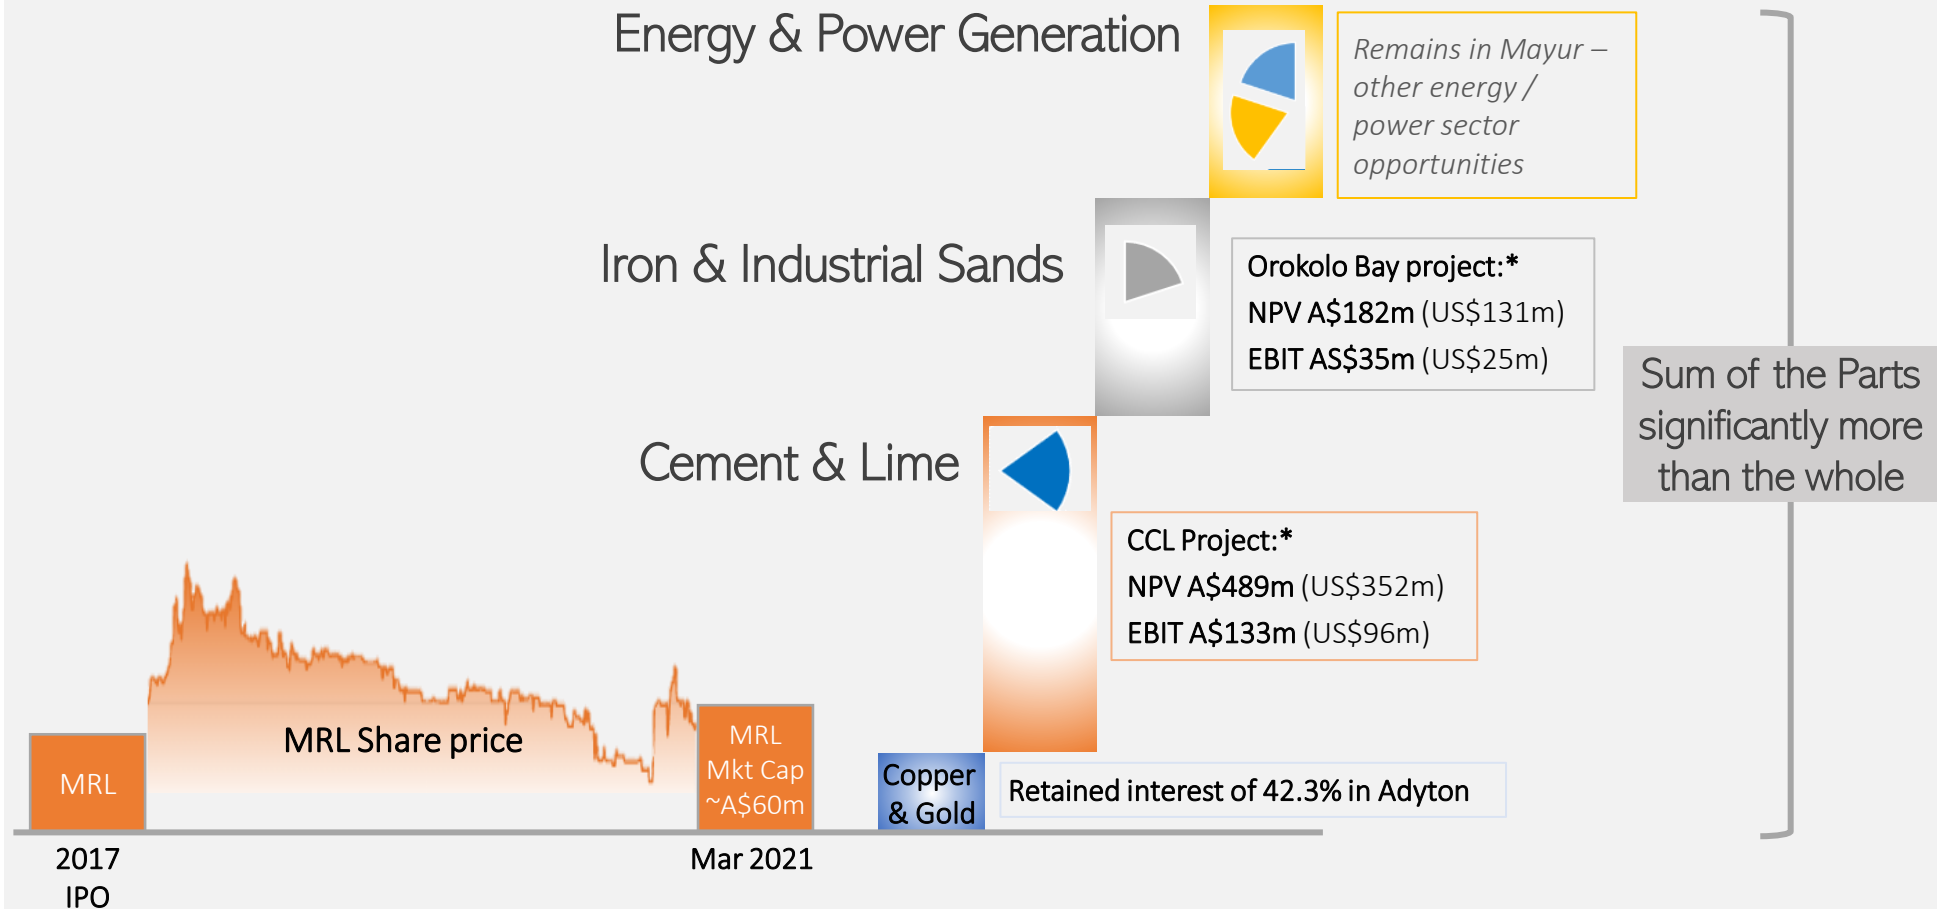 Energy & Power Generation
Remains in Mayur –
other energy /
power sector
opportunities
Iron & Industrial Sands
Orokolo Bay project:*
NPV A$182m (US$131m)
EBIT AS$35m (US$25m)
Sum of the Parts
significantly more
than the whole
Cement & Lime
CCL Project:*
NPV A$489m (US$352m)
EBIT A$133m (US$96m)
MRL Share price
MRL
MRL
Mkt Cap
~A$60m
Copper
& Gold
Retained interest of 42.3% in Adyton
2017
IPO
Mar 2021